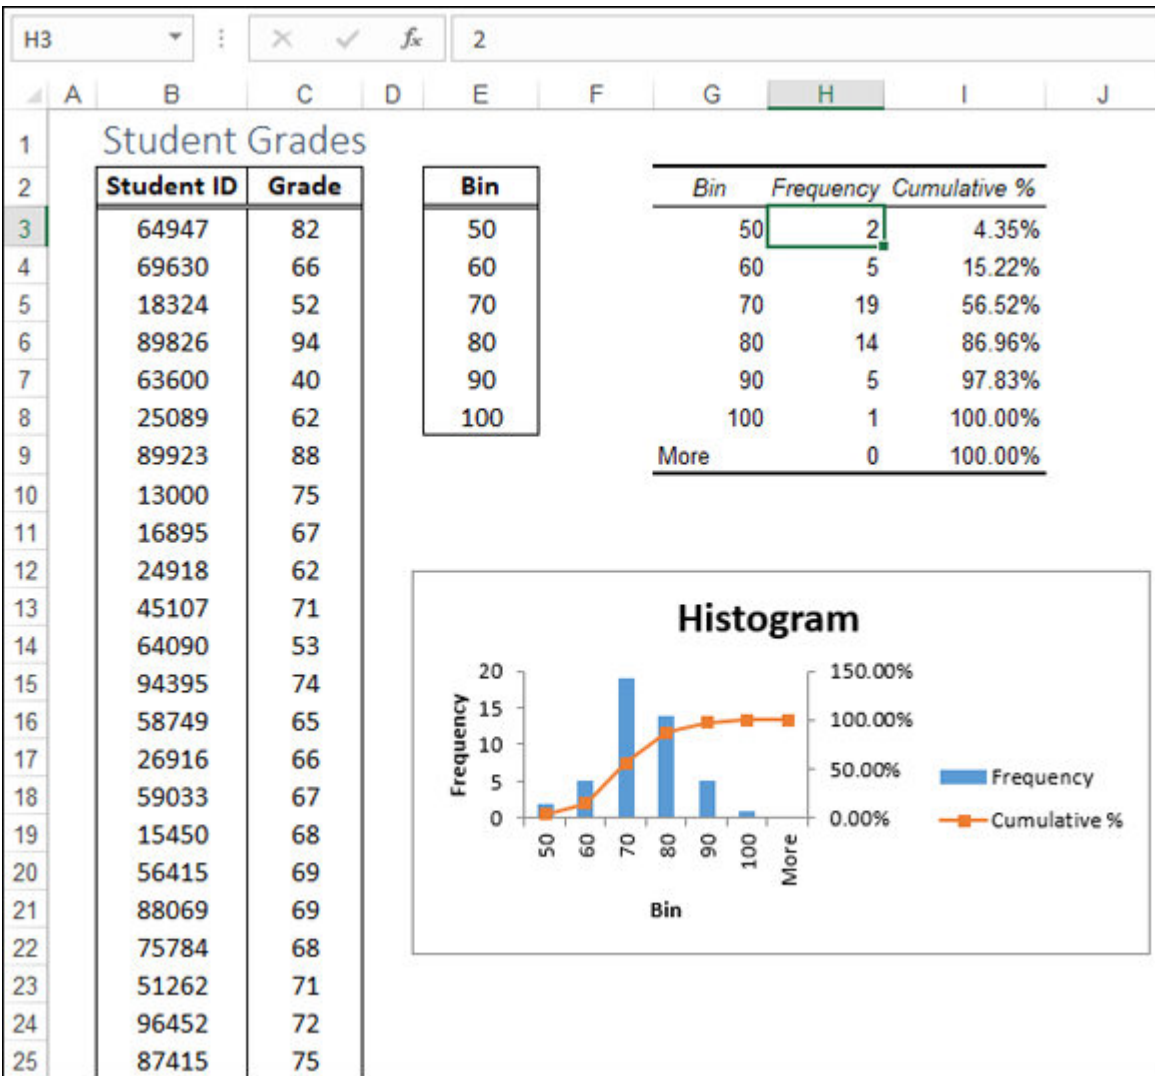 H3 fx 2
A B C D E F G H I J
1 Student Grades
2 Student ID Grade Bin Bin Frequency Cumulative %
3 64947 82 50 50 2 4.35%
4 69630 66 60 60 5 15.22%
5 18324 52 70 70 19 56.52%
6 89826 94 80 80 14 86.96%
7 63600 40 90 90 5 97.83%
8 25089 62 100 100 1 100.00%
9 89923 88 More 0 100.00%
10 13000 75
11 16895 67
12 24918 62
13 45107 71
14 64090 53
15 94395 74
16 58749 65
17 26916 66
18 59033 67
19 15450 68
20 56415 69
21 88069 69
22 75784 68
23 51262 71
24 96452 72
25 87415 75
Histogram
Frequency
20
15
10
5
0
150.00%
100.00%
50.00%
0.00%
50 60 70 80 90 100 More
Bin
Frequency
Cumulative %